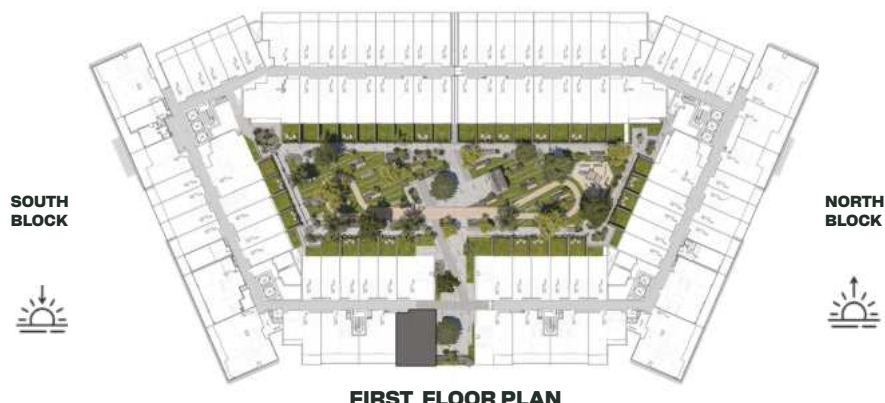 SOUTH
BLOCK
NORTH
BLOCK
FIRST FLOOR PLAN